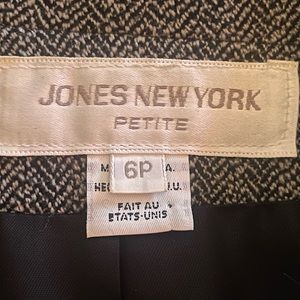 JONES NEW YORK
PETITE
6P
FAIT AU
ETATS-UNIS